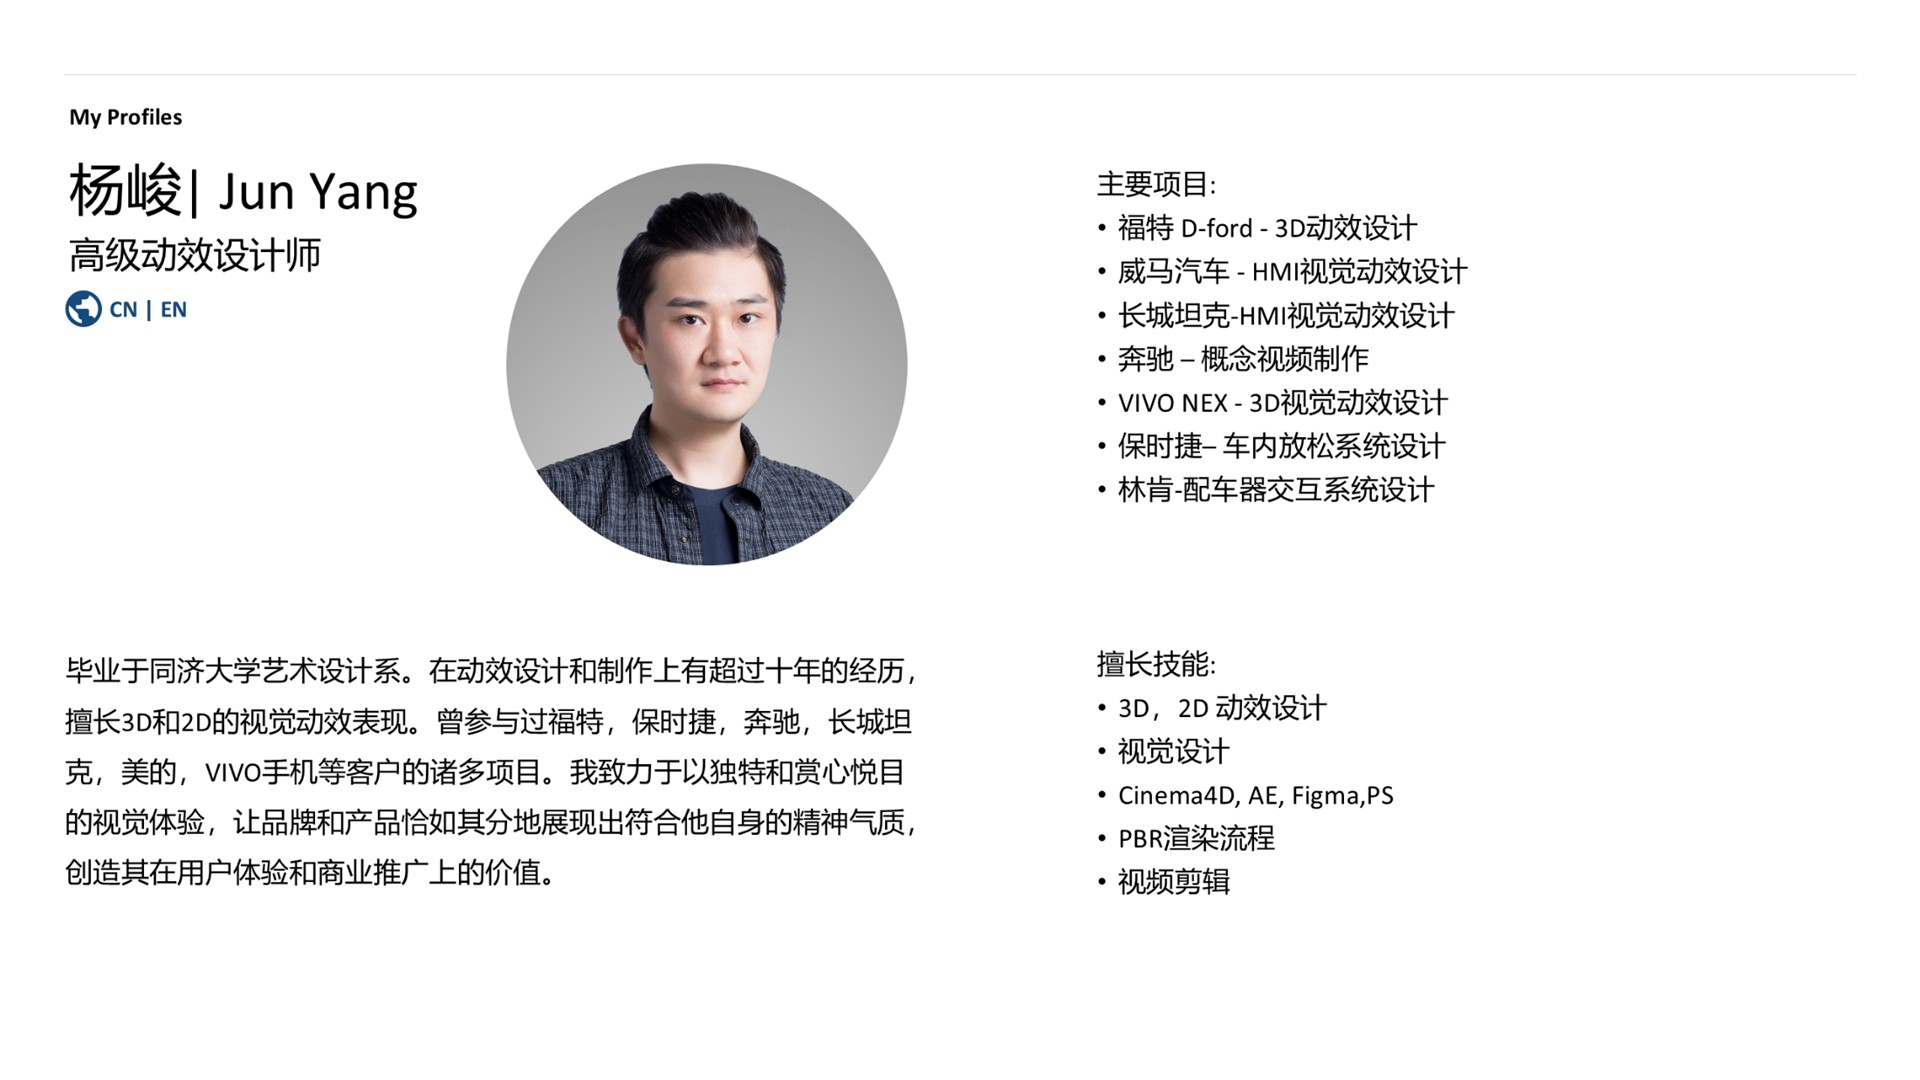 My Profiles
杨峻| Jun Yang
高级动效设计师
CN | EN
毕业于同济大学艺术设计系。在动效设计和制作上有超过十年的经历，
擅长3D和2D的视觉动效表现。曾参与过福特，保时捷，奔驰，长城坦
克，美的，VIVO手机等客户的诸多项目。我致力于以独特和赏心悦目
的视觉体验，让品牌和产品恰如其分地展现出符合他自身的精神气质，
创造其在用户体验和商业推广上的价值。
主要项目:
• 福特 D-ford - 3D动效设计
• 威马汽车 - HMI视觉动效设计
• 长城坦克-HMI视觉动效设计
• 奔驰 – 概念视频制作
• VIVO NEX - 3D视觉动效设计
• 保时捷– 车内放松系统设计
• 林肯-配车器交互系统设计
擅长技能:
• 3D，2D 动效设计
• 视觉设计
• Cinema4D, AE, Figma,PS
• PBR渲染流程
• 视频剪辑